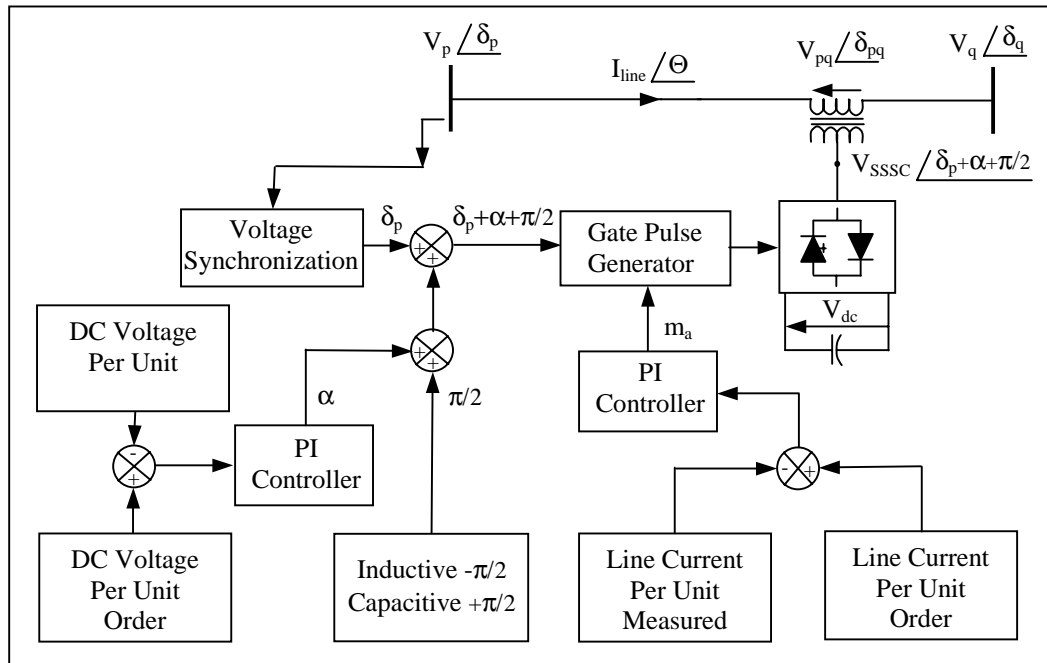 V_p /δ_p
I_line /Θ
V_pq /δ_pq
V_q /δ_q
V_SSSC /δ_p+α+π/2
Voltage
Synchronization
δ_p
δ_p+α+π/2
+
+
Gate Pulse
Generator
V_dc
DC Voltage
Per Unit
α
+
+
π/2
m_a
PI
Controller
-
+
PI
Controller
-
+
DC Voltage
Per Unit
Order
Inductive -π/2
Capacitive +π/2
Line Current
Per Unit
Measured
Line Current
Per Unit
Order